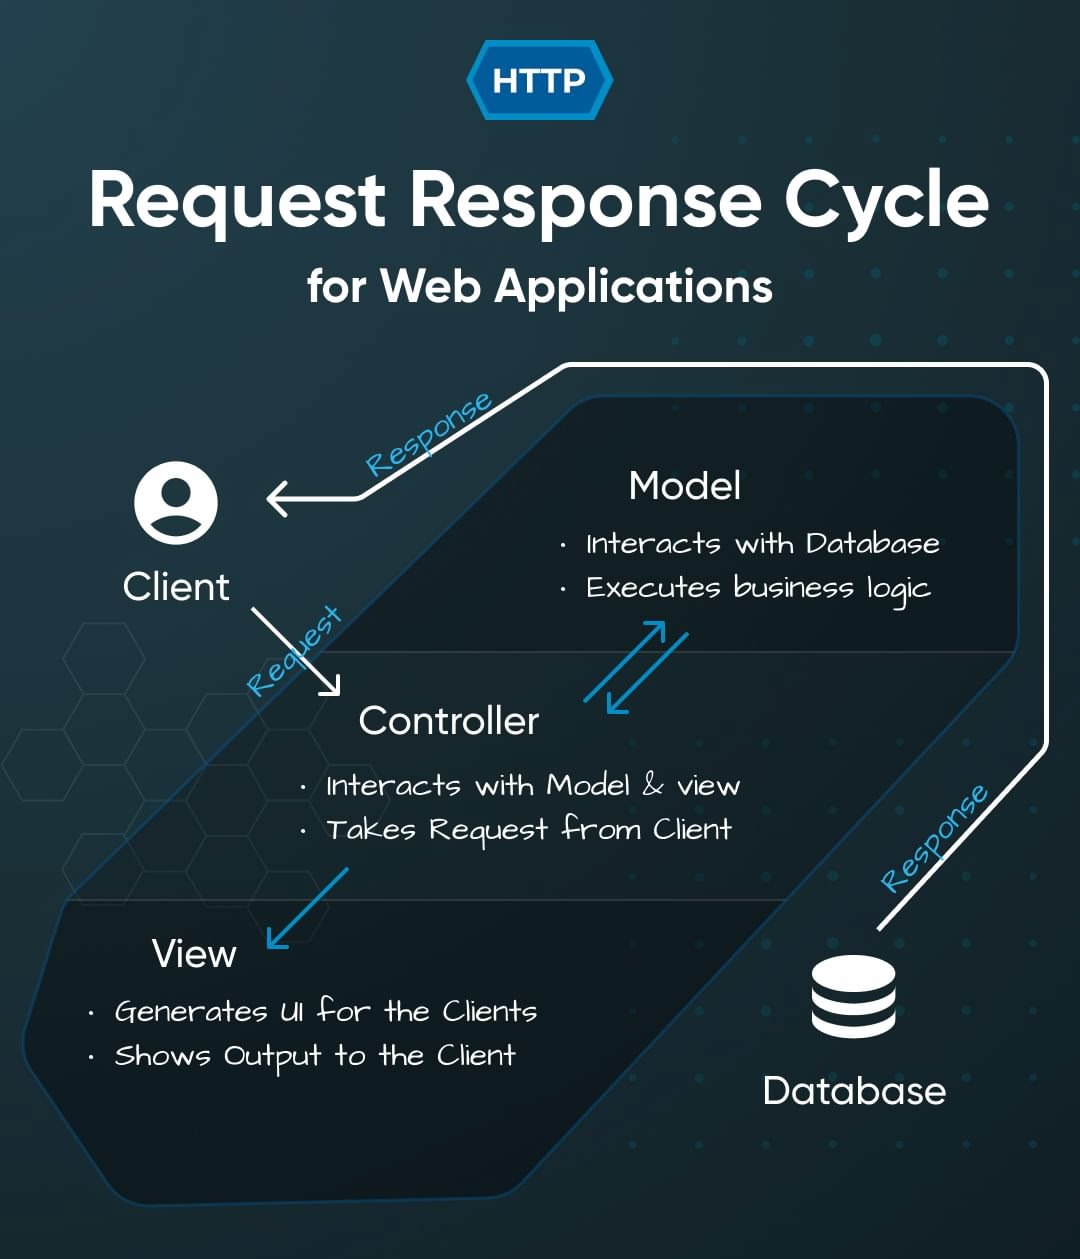 HTTP
Request Response Cycle
for Web Applications
Response
Model
• Interacts with Database
• Executes business logic
Client
Request
Controller
• Interacts with Model & view
• Takes Request from Client
Response
View
• Generates UI for the Clients
• Shows Output to the Client
Database